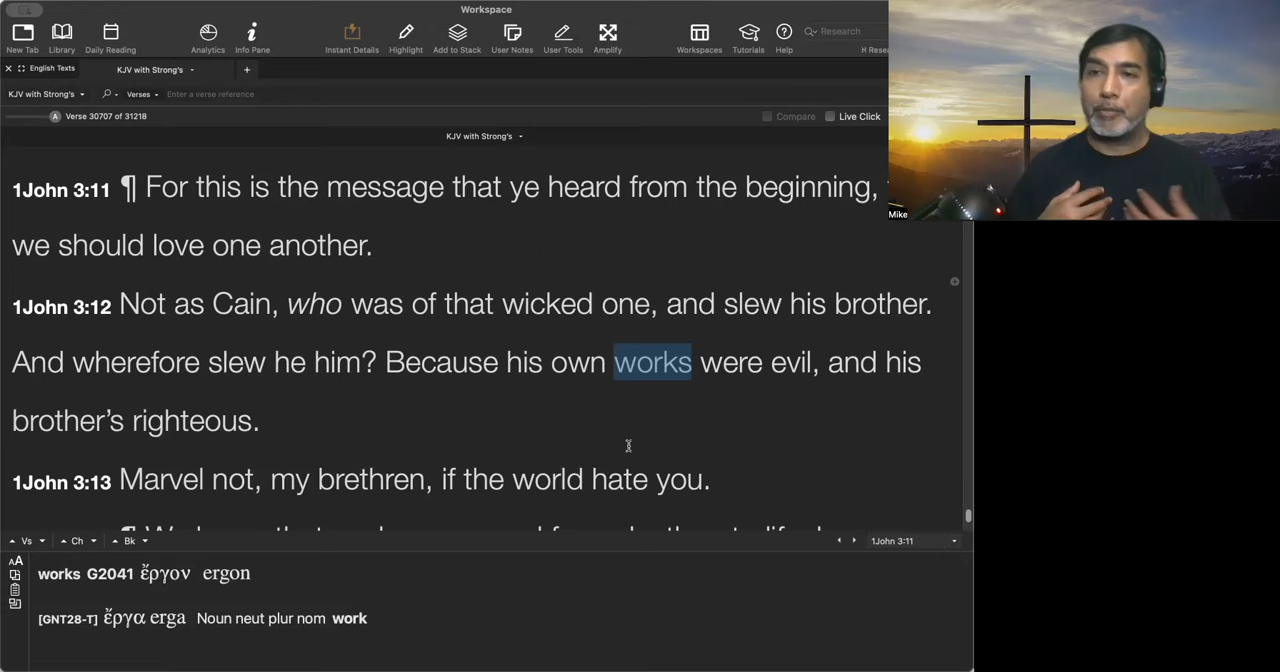 Workspace
New Tab Library Daily Reading Analytics Info Pane Instant Details Highlight Add to Stack User Notes User Tools Amplify Workspaces Tutorials Help Research
English Texts KJV with Strong's +
KJV with Strong's Verses Enter a verse reference
A Verse 30707 of 31218 Compare Live Click
KJV with Strong's
1John 3:11 ¶ For this is the message that ye heard from the beginning,
we should love one another.
1John 3:12 Not as Cain, who was of that wicked one, and slew his brother.
And wherefore slew he him? Because his own works were evil, and his
brother’s righteous.
1John 3:13 Marvel not, my brethren, if the world hate you.
Vs Ch Bk 1John 3:11
works G2041 ἔργον ergon
[GNT28-T] ἔργα erga Noun neut plur nom work
Mike